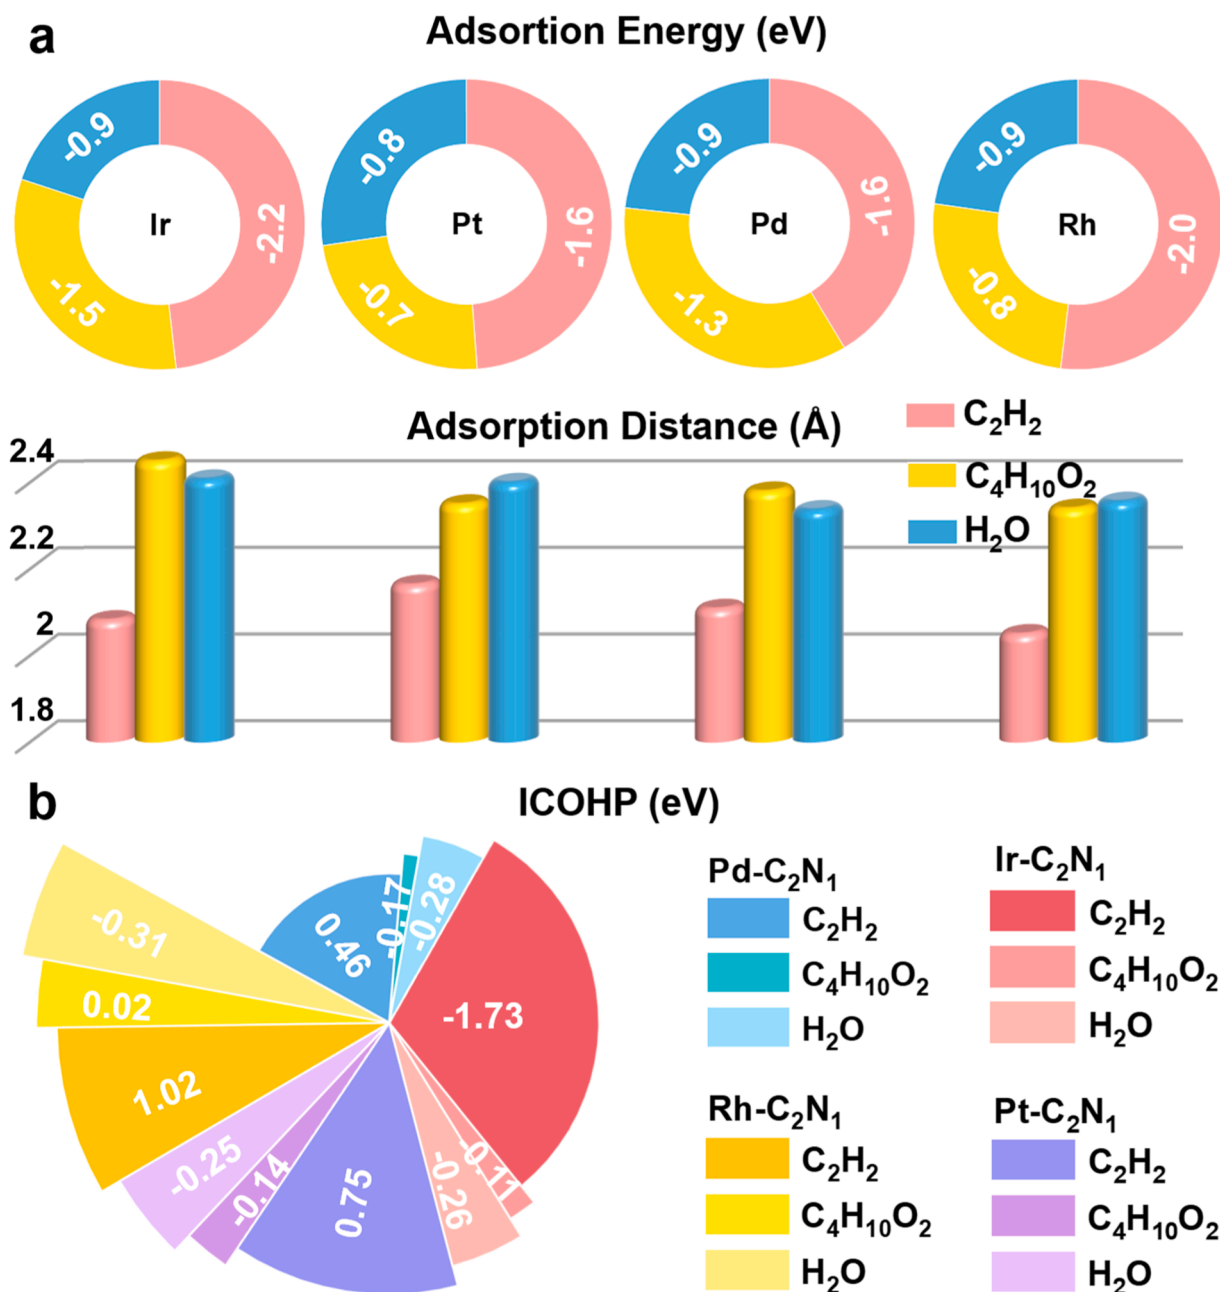 a
Adsortion Energy (eV)
-0.9
-2.2
-1.5
Ir
-0.8
-1.6
-0.7
Pt
-0.9
-1.6
-1.3
Pd
-0.9
-2.0
-0.8
Rh
Adsorption Distance (Å)
C₂H₂
C₄H₁₀O₂
H₂O
2.4
2.2
2
1.8
b
ICOHP (eV)
0.46
-0.17
-0.28
-1.73
-0.11
-0.26
0.75
-0.14
-0.25
1.02
0.02
-0.31
Pd-C₂N₁
C₂H₂
C₄H₁₀O₂
H₂O
Ir-C₂N₁
C₂H₂
C₄H₁₀O₂
H₂O
Rh-C₂N₁
C₂H₂
C₄H₁₀O₂
H₂O
Pt-C₂N₁
C₂H₂
C₄H₁₀O₂
H₂O